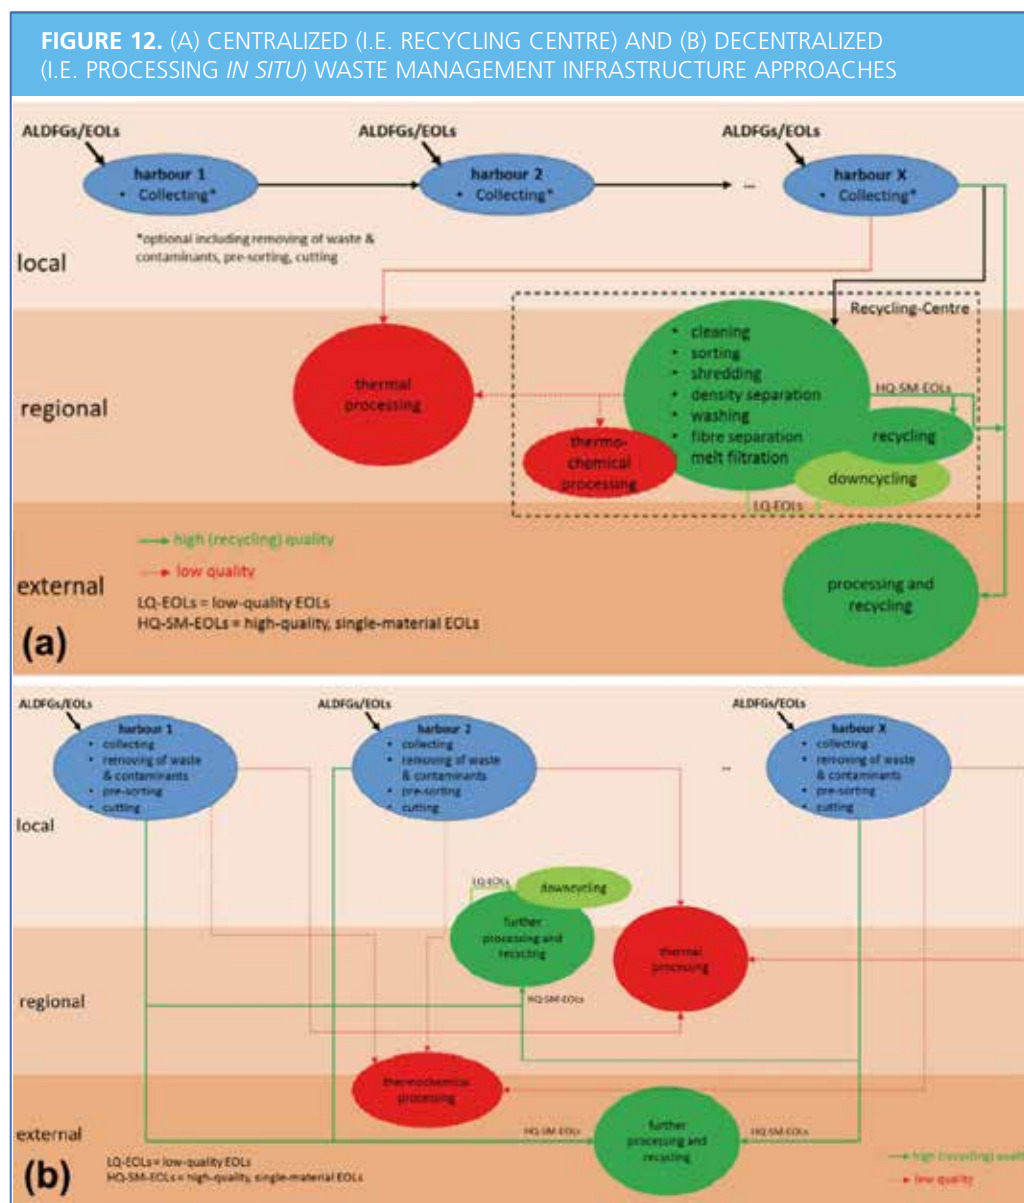 FIGURE 12. (A) CENTRALIZED (I.E. RECYCLING CENTRE) AND (B) DECENTRALIZED
(I.E. PROCESSING IN SITU) WASTE MANAGEMENT INFRASTRUCTURE APPROACHES
ALDFGs/EOLs
ALDFGs/EOLs
ALDFGs/EOLs
harbour 1
• Collecting*
harbour 2
• Collecting*
...
harbour X
• Collecting*
*optional including removing of waste &
contaminants, pre-sorting, cutting
local
Recycling-Centre
• cleaning
• sorting
• shredding
• density separation
• washing
• fibre separation
• melt filtration
thermal
processing
regional
HQ-SM-EOLs
recycling
thermo-
chemical
processing
downcycling
LQ-EOLs
high (recycling) quality
low quality
external
processing and
recycling
LQ-EOLs = low-quality EOLs
HQ-SM-EOLs = high-quality, single-material EOLs
(a)
ALDFGs/EOLs
ALDFGs/EOLs
ALDFGs/EOLs
harbour 1
• collecting
• removing of waste
& contaminants
• pre-sorting
• cutting
harbour 2
• collecting
• removing of waste
& contaminants
• pre-sorting
• cutting
...
harbour X
• collecting
• removing of waste
& contaminants
• pre-sorting
• cutting
local
LQ-EOLs
downcycling
further
processing and
recycling
thermal
processing
regional
HQ-SM-EOLs
thermochemical
processing
external
HQ-SM-EOLs
further
processing and
recycling
HQ-SM-EOLs
(b)
LQ-EOLs = low-quality EOLs
HQ-SM-EOLs = high-quality, single-material EOLs
high (recycling) quality
low quality